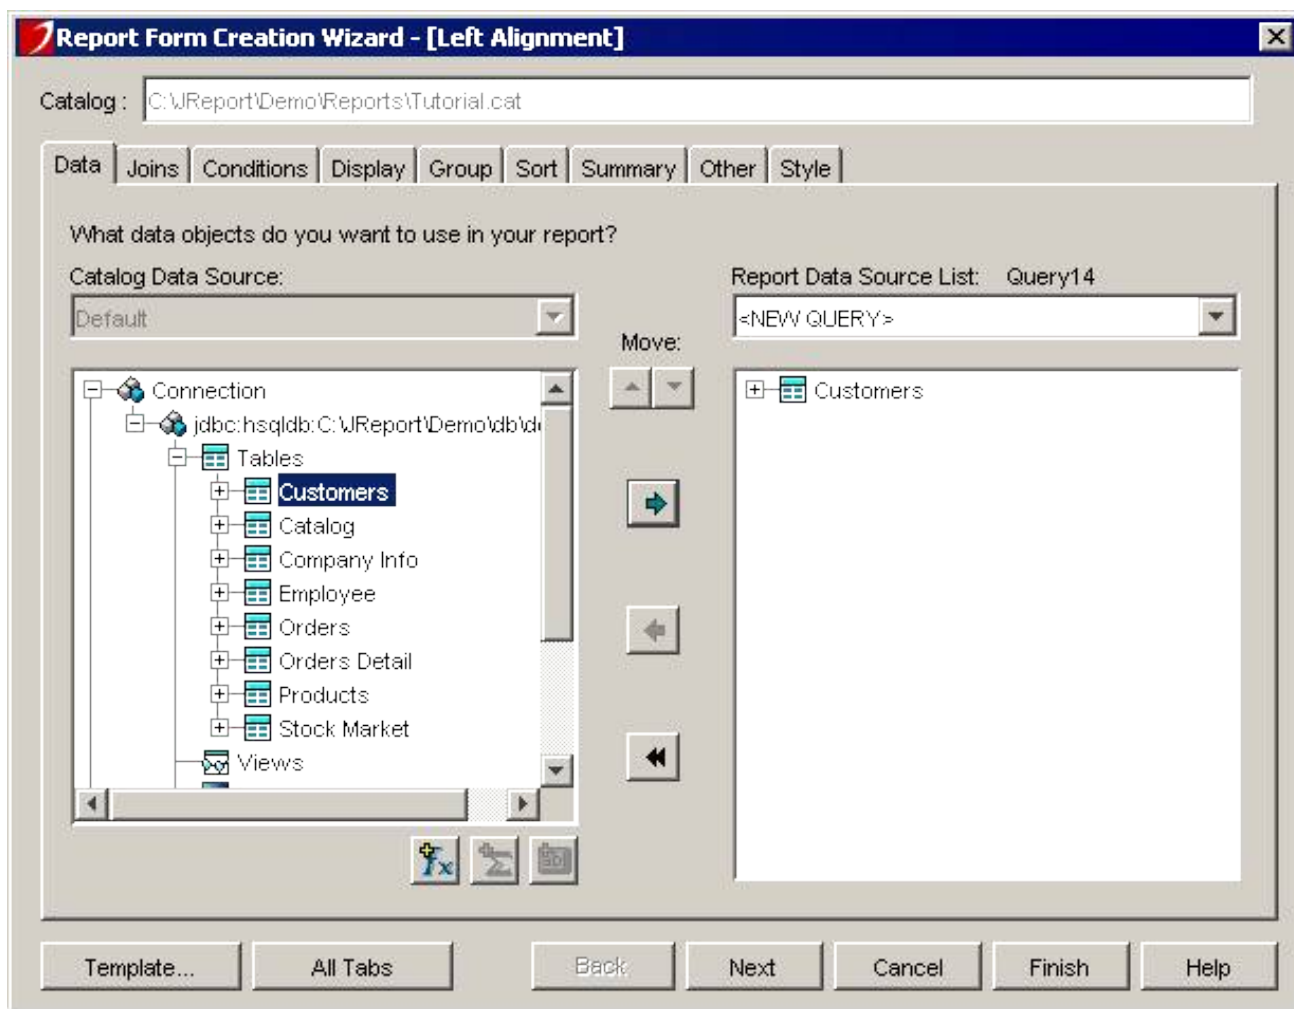 Report Form Creation Wizard - [Left Alignment]
Catalog : C:\JReport\Demo\Reports\Tutorial.cat
Data Joins Conditions Display Group Sort Summary Other Style
What data objects do you want to use in your report?
Catalog Data Source:
Report Data Source List: Query14
Default
<NEW QUERY>
Move:
Connection
jdbc:hsqldb:C:\JReport\Demo\db\de
Tables
Customers
Catalog
Company Info
Employee
Orders
Orders Detail
Products
Stock Market
Views
Customers
Template... All Tabs Back Next Cancel Finish Help